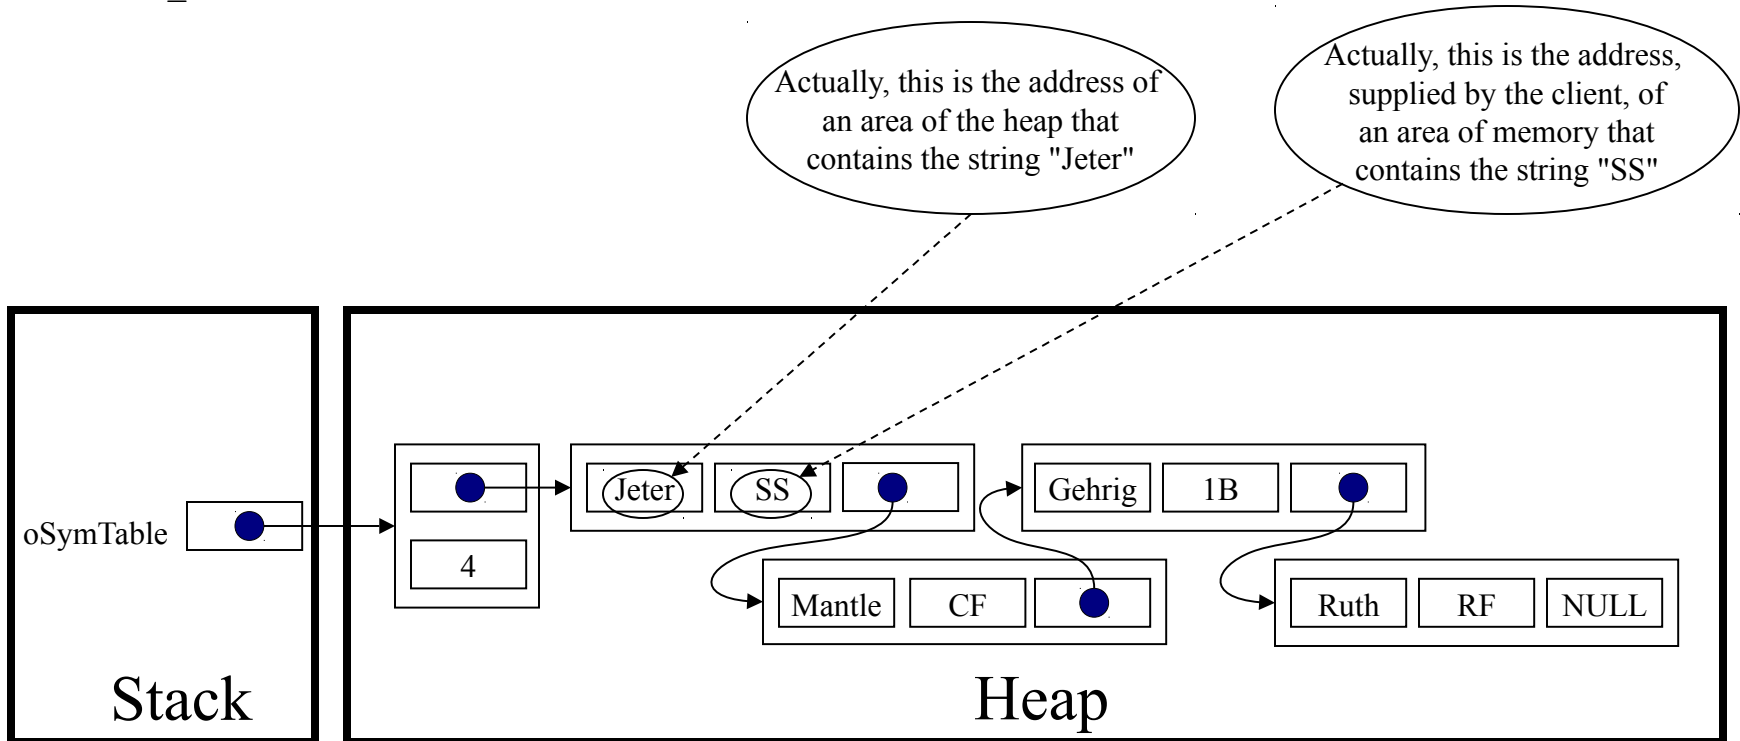 Actually, this is the address of
an area of the heap that
contains the string "Jeter"
Actually, this is the address,
supplied by the client, of
an area of memory that
contains the string "SS"
oSymTable
4
Jeter
SS
Gehrig
1B
Mantle
CF
Ruth
RF
NULL
Stack
Heap